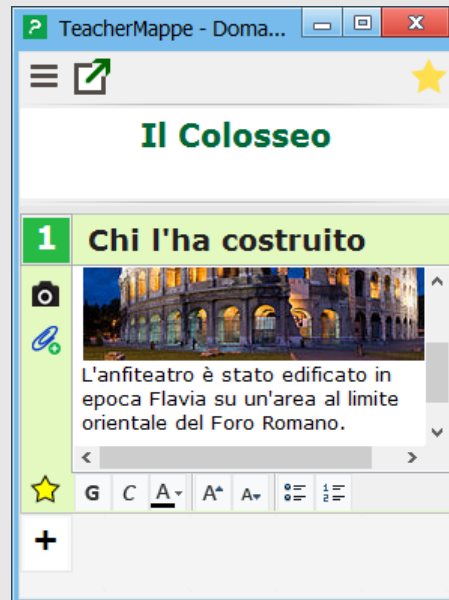 TeacherMappe - Doma...
Il Colosseo
1 Chi l'ha costruito
L'anfiteatro è stato edificato in
epoca Flavia su un'area al limite
orientale del Foro Romano.
G C A A A